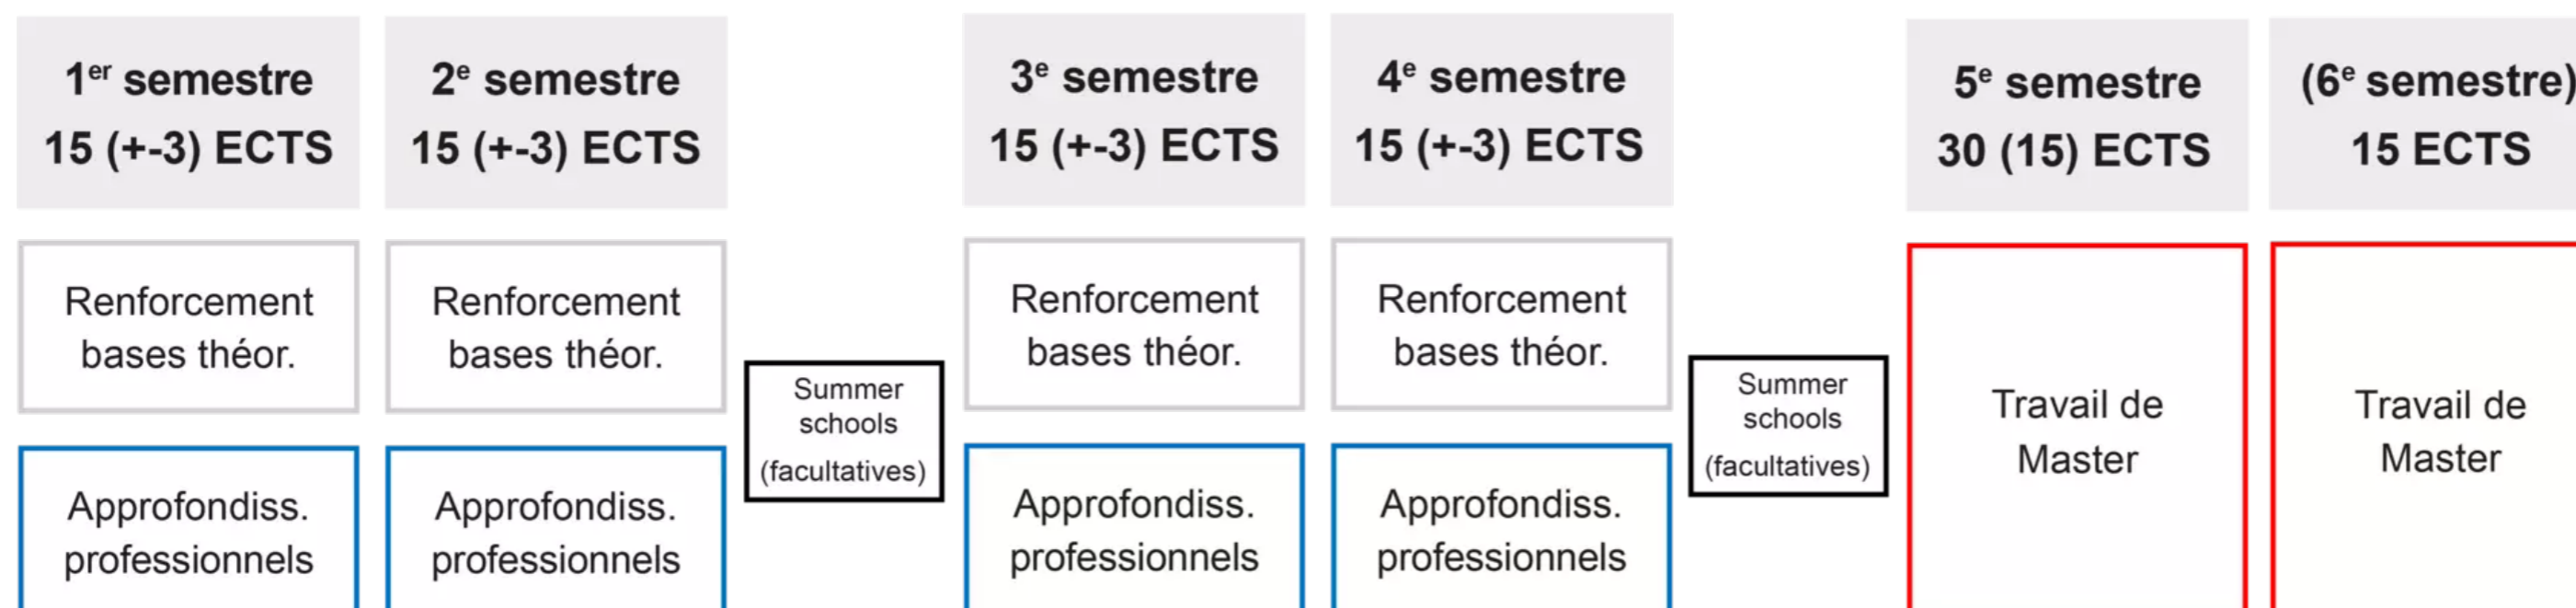 1er semestre
15 (+-3) ECTS
2e semestre
15 (+-3) ECTS
3e semestre
15 (+-3) ECTS
4e semestre
15 (+-3) ECTS
5e semestre
30 (15) ECTS
(6e semestre)
15 ECTS
Renforcement
bases théor.
Renforcement
bases théor.
Summer
schools
(facultatives)
Renforcement
bases théor.
Renforcement
bases théor.
Summer
schools
(facultatives)
Travail de
Master
Travail de
Master
Approfondiss.
professionnels
Approfondiss.
professionnels
Approfondiss.
professionnels
Approfondiss.
professionnels